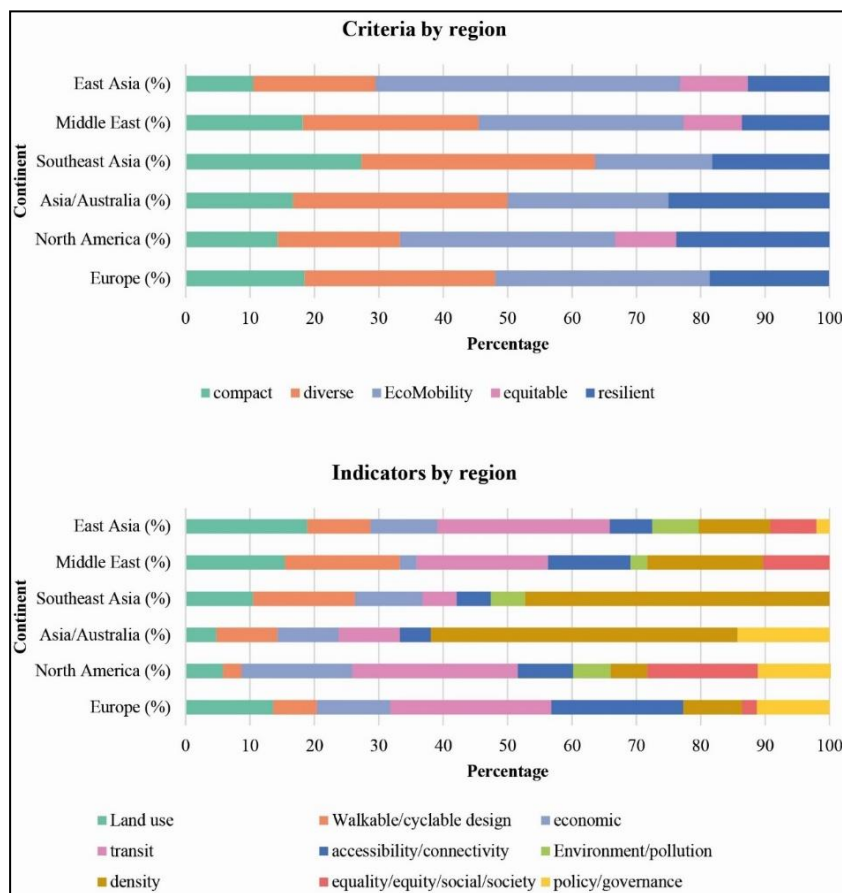 Criteria by region
East Asia (%)
Middle East (%)
Southeast Asia (%)
Asia/Australia (%)
North America (%)
Europe (%)
Continent
0 10 20 30 40 50 60 70 80 90 100
Percentage
compact diverse EcoMobility equitable resilient
Indicators by region
East Asia (%)
Middle East (%)
Southeast Asia (%)
Asia/Australia (%)
North America (%)
Europe (%)
Continent
0 10 20 30 40 50 60 70 80 90 100
Percentage
Land use Walkable/cyclable design economic
transit accessibility/connectivity Environment/pollution
density equality/equity/social/society policy/governance